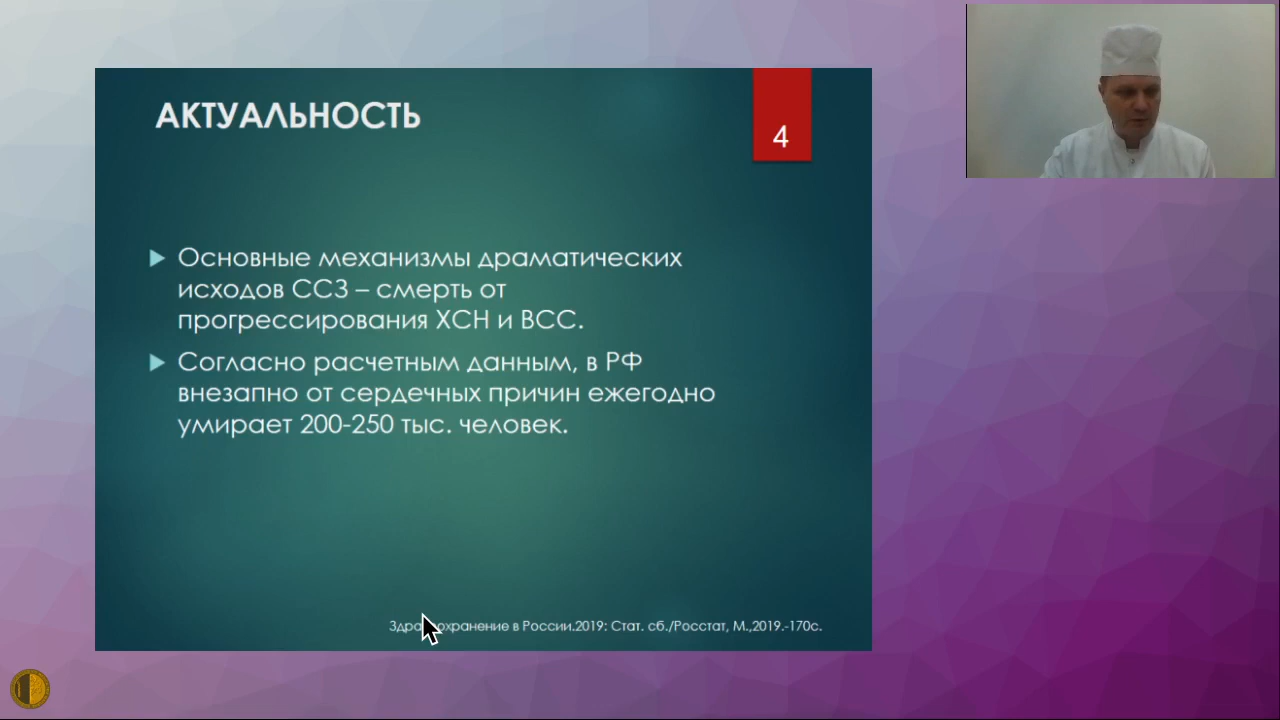 АКТУАЛЬНОСТЬ
4
Основные механизмы драматических
исходов ССЗ – смерть от
прогрессирования ХСН и ВСС.
Согласно расчетным данным, в РФ
внезапно от сердечных причин ежегодно
умирает 200-250 тыс. человек.
в России.2019: Стат. сб./Росстат, М.,2019.-170с.